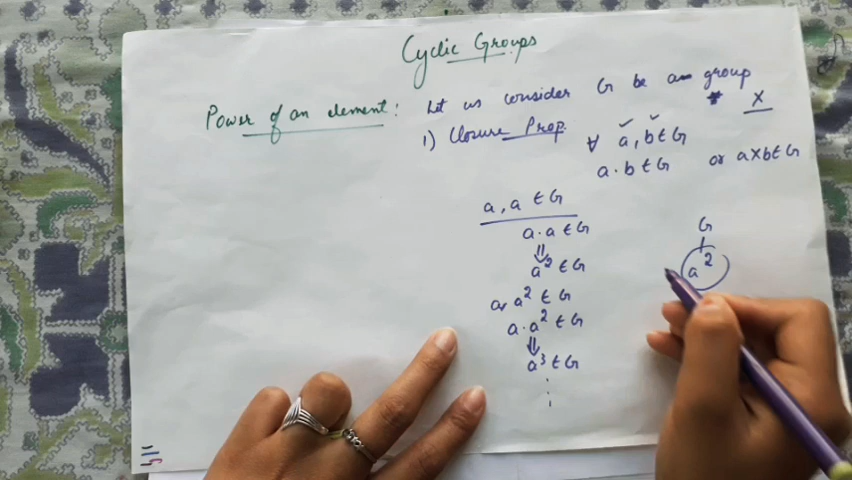 Cyclic Groups
Power of an element: Let us consider G be a group
X
1) Closure Prop. ∀ a, b ∈ G
a . b ∈ G or a x b ∈ G
a, a ∈ G
a . a ∈ G
⇓
a² ∈ G
a, a² ∈ G
a . a² ∈ G
⇓
a³ ∈ G
G
a²